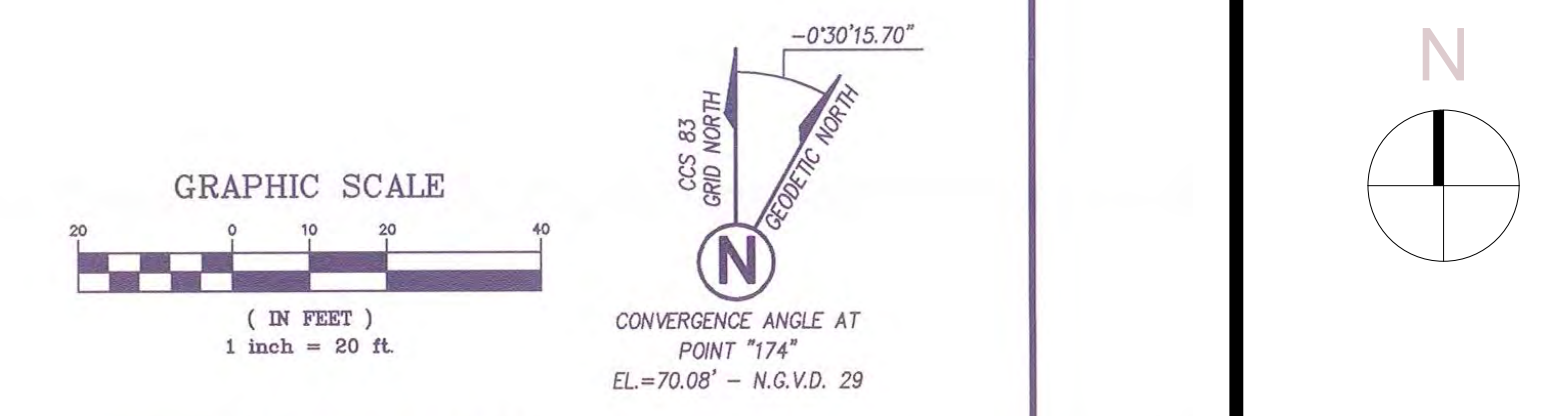 GRAPHIC SCALE
20 0 10 20 40
( IN FEET )
1 inch = 20 ft.
-0°30'15.70"
CCS 83
GRID NORTH
GEODETIC NORTH
N
CONVERGENCE ANGLE AT
POINT "174"
EL.=70.08' - N.G.V.D. 29
N